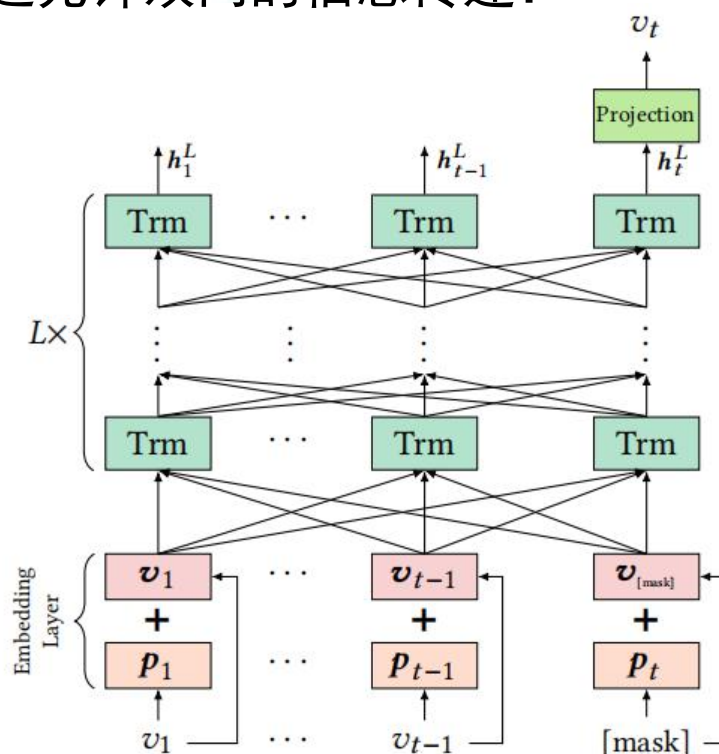 v_t
Projection
h_1^L h_{t-1}^L h_t^L
Trm ··· Trm Trm
L×
Trm ··· Trm Trm
Embedding Layer
v_1 ··· v_{t-1} v_{[mask]}
+ + +
p_1 ··· p_{t-1} p_t
v_1 ··· v_{t-1} [mask]